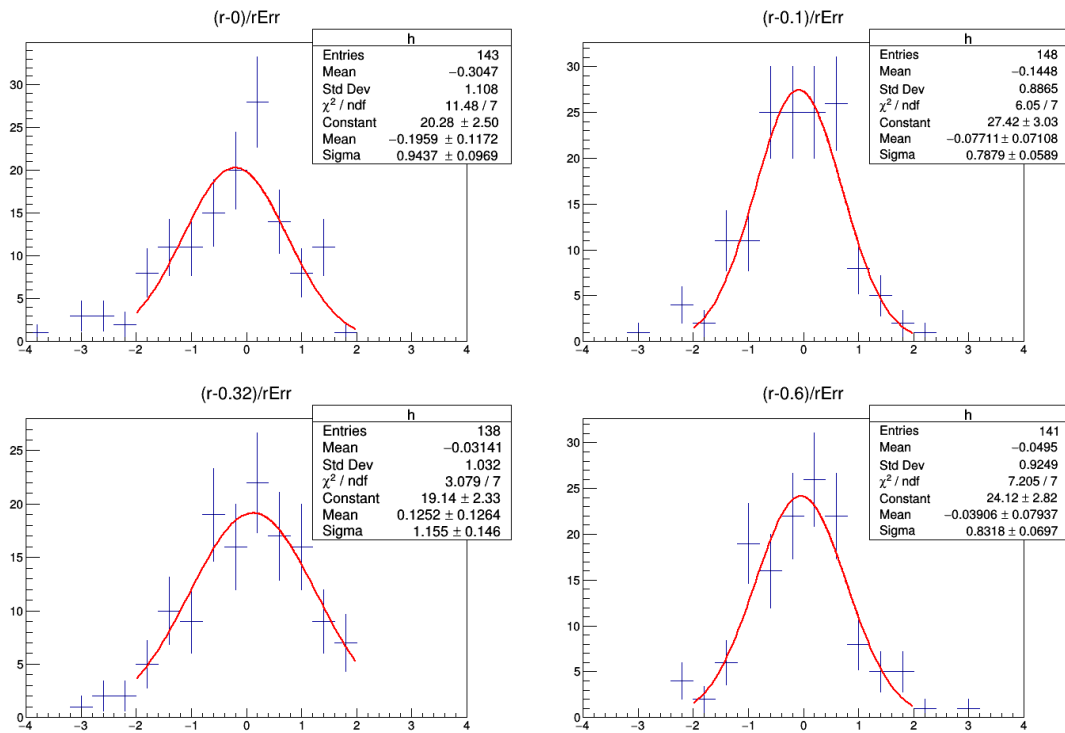 (r-0)/rErr
h
Entries 143
Mean −0.3047
Std Dev 1.108
χ² / ndf 11.48 / 7
Constant 20.28 ± 2.50
Mean −0.1959 ± 0.1172
Sigma 0.9437 ± 0.0969
30
25
20
15
10
5
0
−4 −3 −2 −1 0 1 2 3 4
(r-0.1)/rErr
h
Entries 148
Mean −0.1448
Std Dev 0.8865
χ² / ndf 6.05 / 7
Constant 27.42 ± 3.03
Mean −0.07711 ± 0.07108
Sigma 0.7879 ± 0.0589
30
25
20
15
10
5
0
−4 −3 −2 −1 0 1 2 3 4
(r-0.32)/rErr
h
Entries 138
Mean −0.03141
Std Dev 1.032
χ² / ndf 3.079 / 7
Constant 19.14 ± 2.33
Mean 0.1252 ± 0.1264
Sigma 1.155 ± 0.146
25
20
15
10
5
0
−4 −3 −2 −1 0 1 2 3 4
(r-0.6)/rErr
h
Entries 141
Mean −0.0495
Std Dev 0.9249
χ² / ndf 7.205 / 7
Constant 24.12 ± 2.82
Mean −0.03906 ± 0.07937
Sigma 0.8318 ± 0.0697
30
25
20
15
10
5
0
−4 −3 −2 −1 0 1 2 3 4